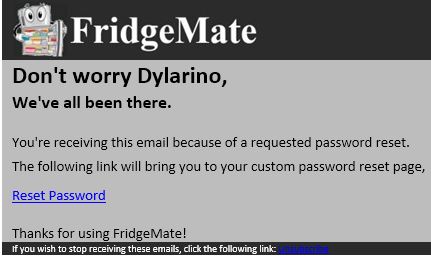 FridgeMate
Don't worry Dylarino,
We've all been there.
You're receiving this email because of a requested password reset.
The following link will bring you to your custom password reset page,
Reset Password
Thanks for using FridgeMate!
If you wish to stop receiving these emails, click the following link: Unsubscribe